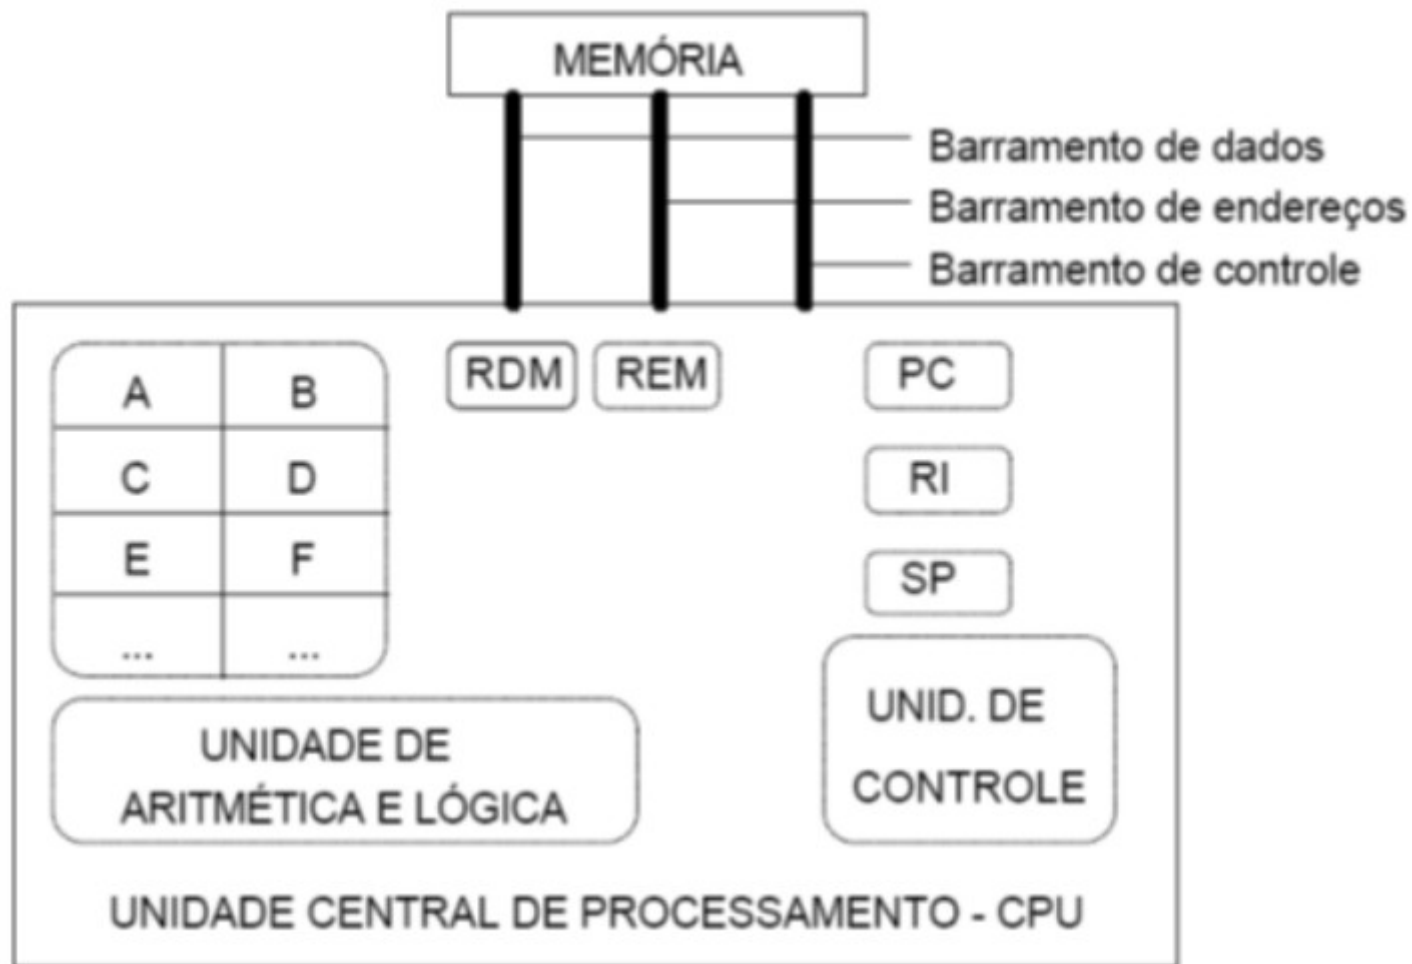 MEMÓRIA
Barramento de dados
Barramento de endereços
Barramento de controle
RDM
REM
PC
A
B
C
D
RI
E
F
SP
...
...
UNIDADE DE
ARITMÉTICA E LÓGICA
UNID. DE
CONTROLE
UNIDADE CENTRAL DE PROCESSAMENTO - CPU